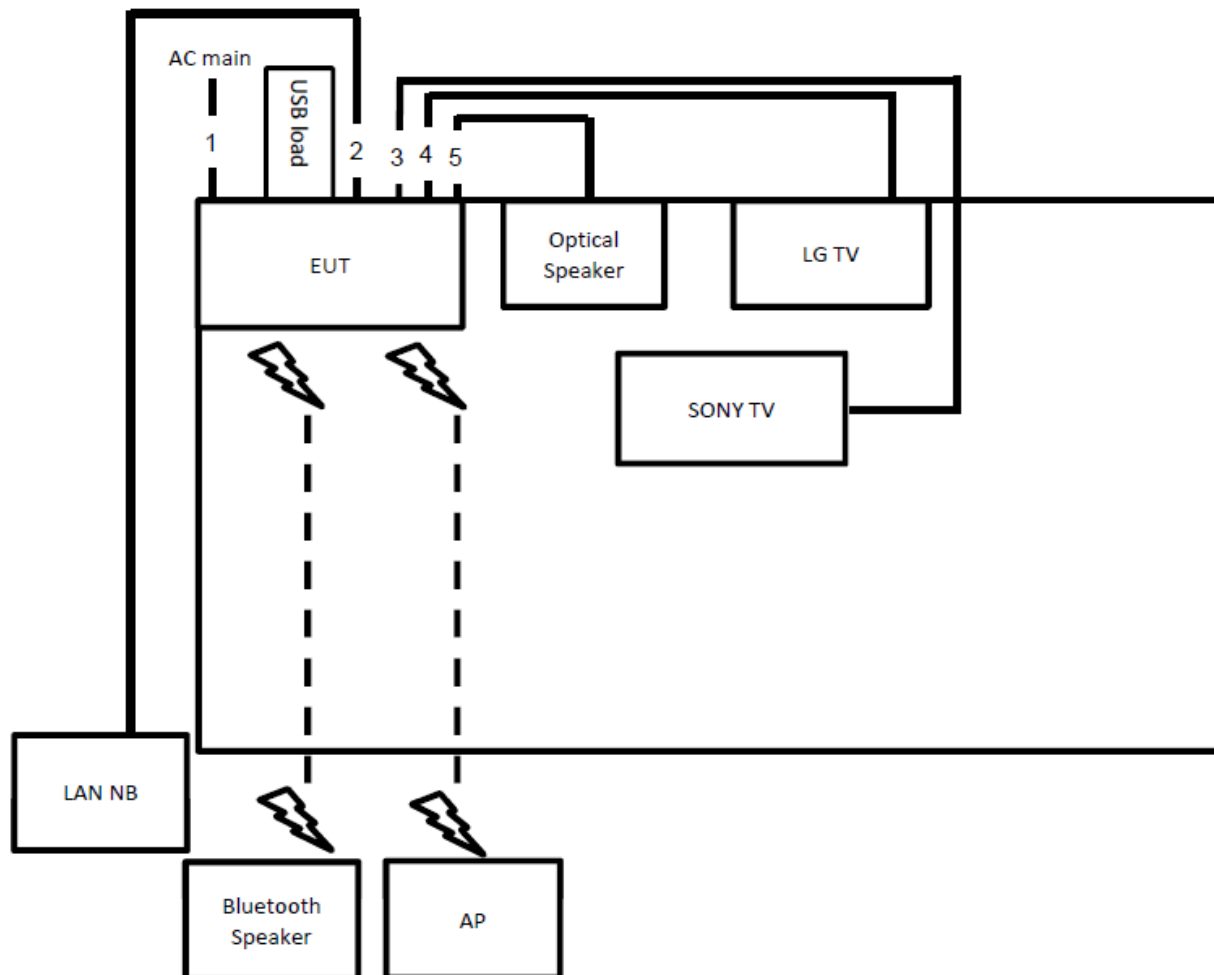 AC main
USB load
1
2
3
4
5
EUT
Optical
Speaker
LG TV
SONY TV
LAN NB
Bluetooth
Speaker
AP